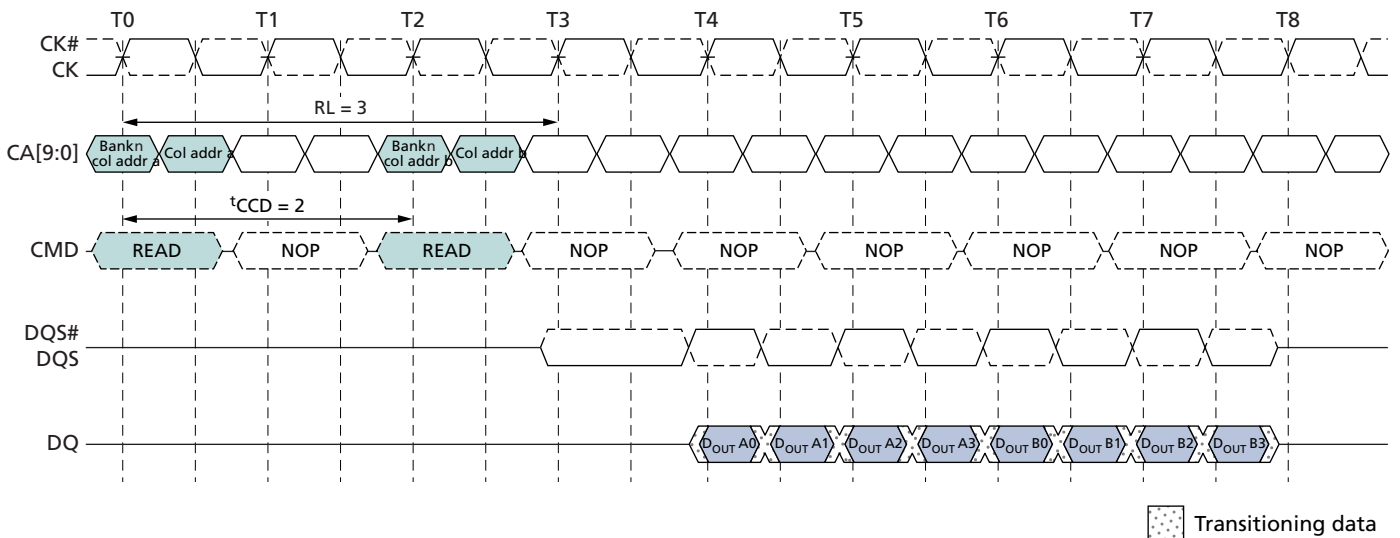 T0 T1 T2 T3 T4 T5 T6 T7 T8
CK#
CK
RL = 3
CA[9:0]
Bankn
col addr a
Col addr a
Bankn
col addr b
Col addr b
tCCD = 2
CMD READ NOP READ NOP NOP NOP NOP NOP NOP
DQS#
DQS
DQ DOUT A0 DOUT A1 DOUT A2 DOUT A3 DOUT B0 DOUT B1 DOUT B2 DOUT B3
Transitioning data